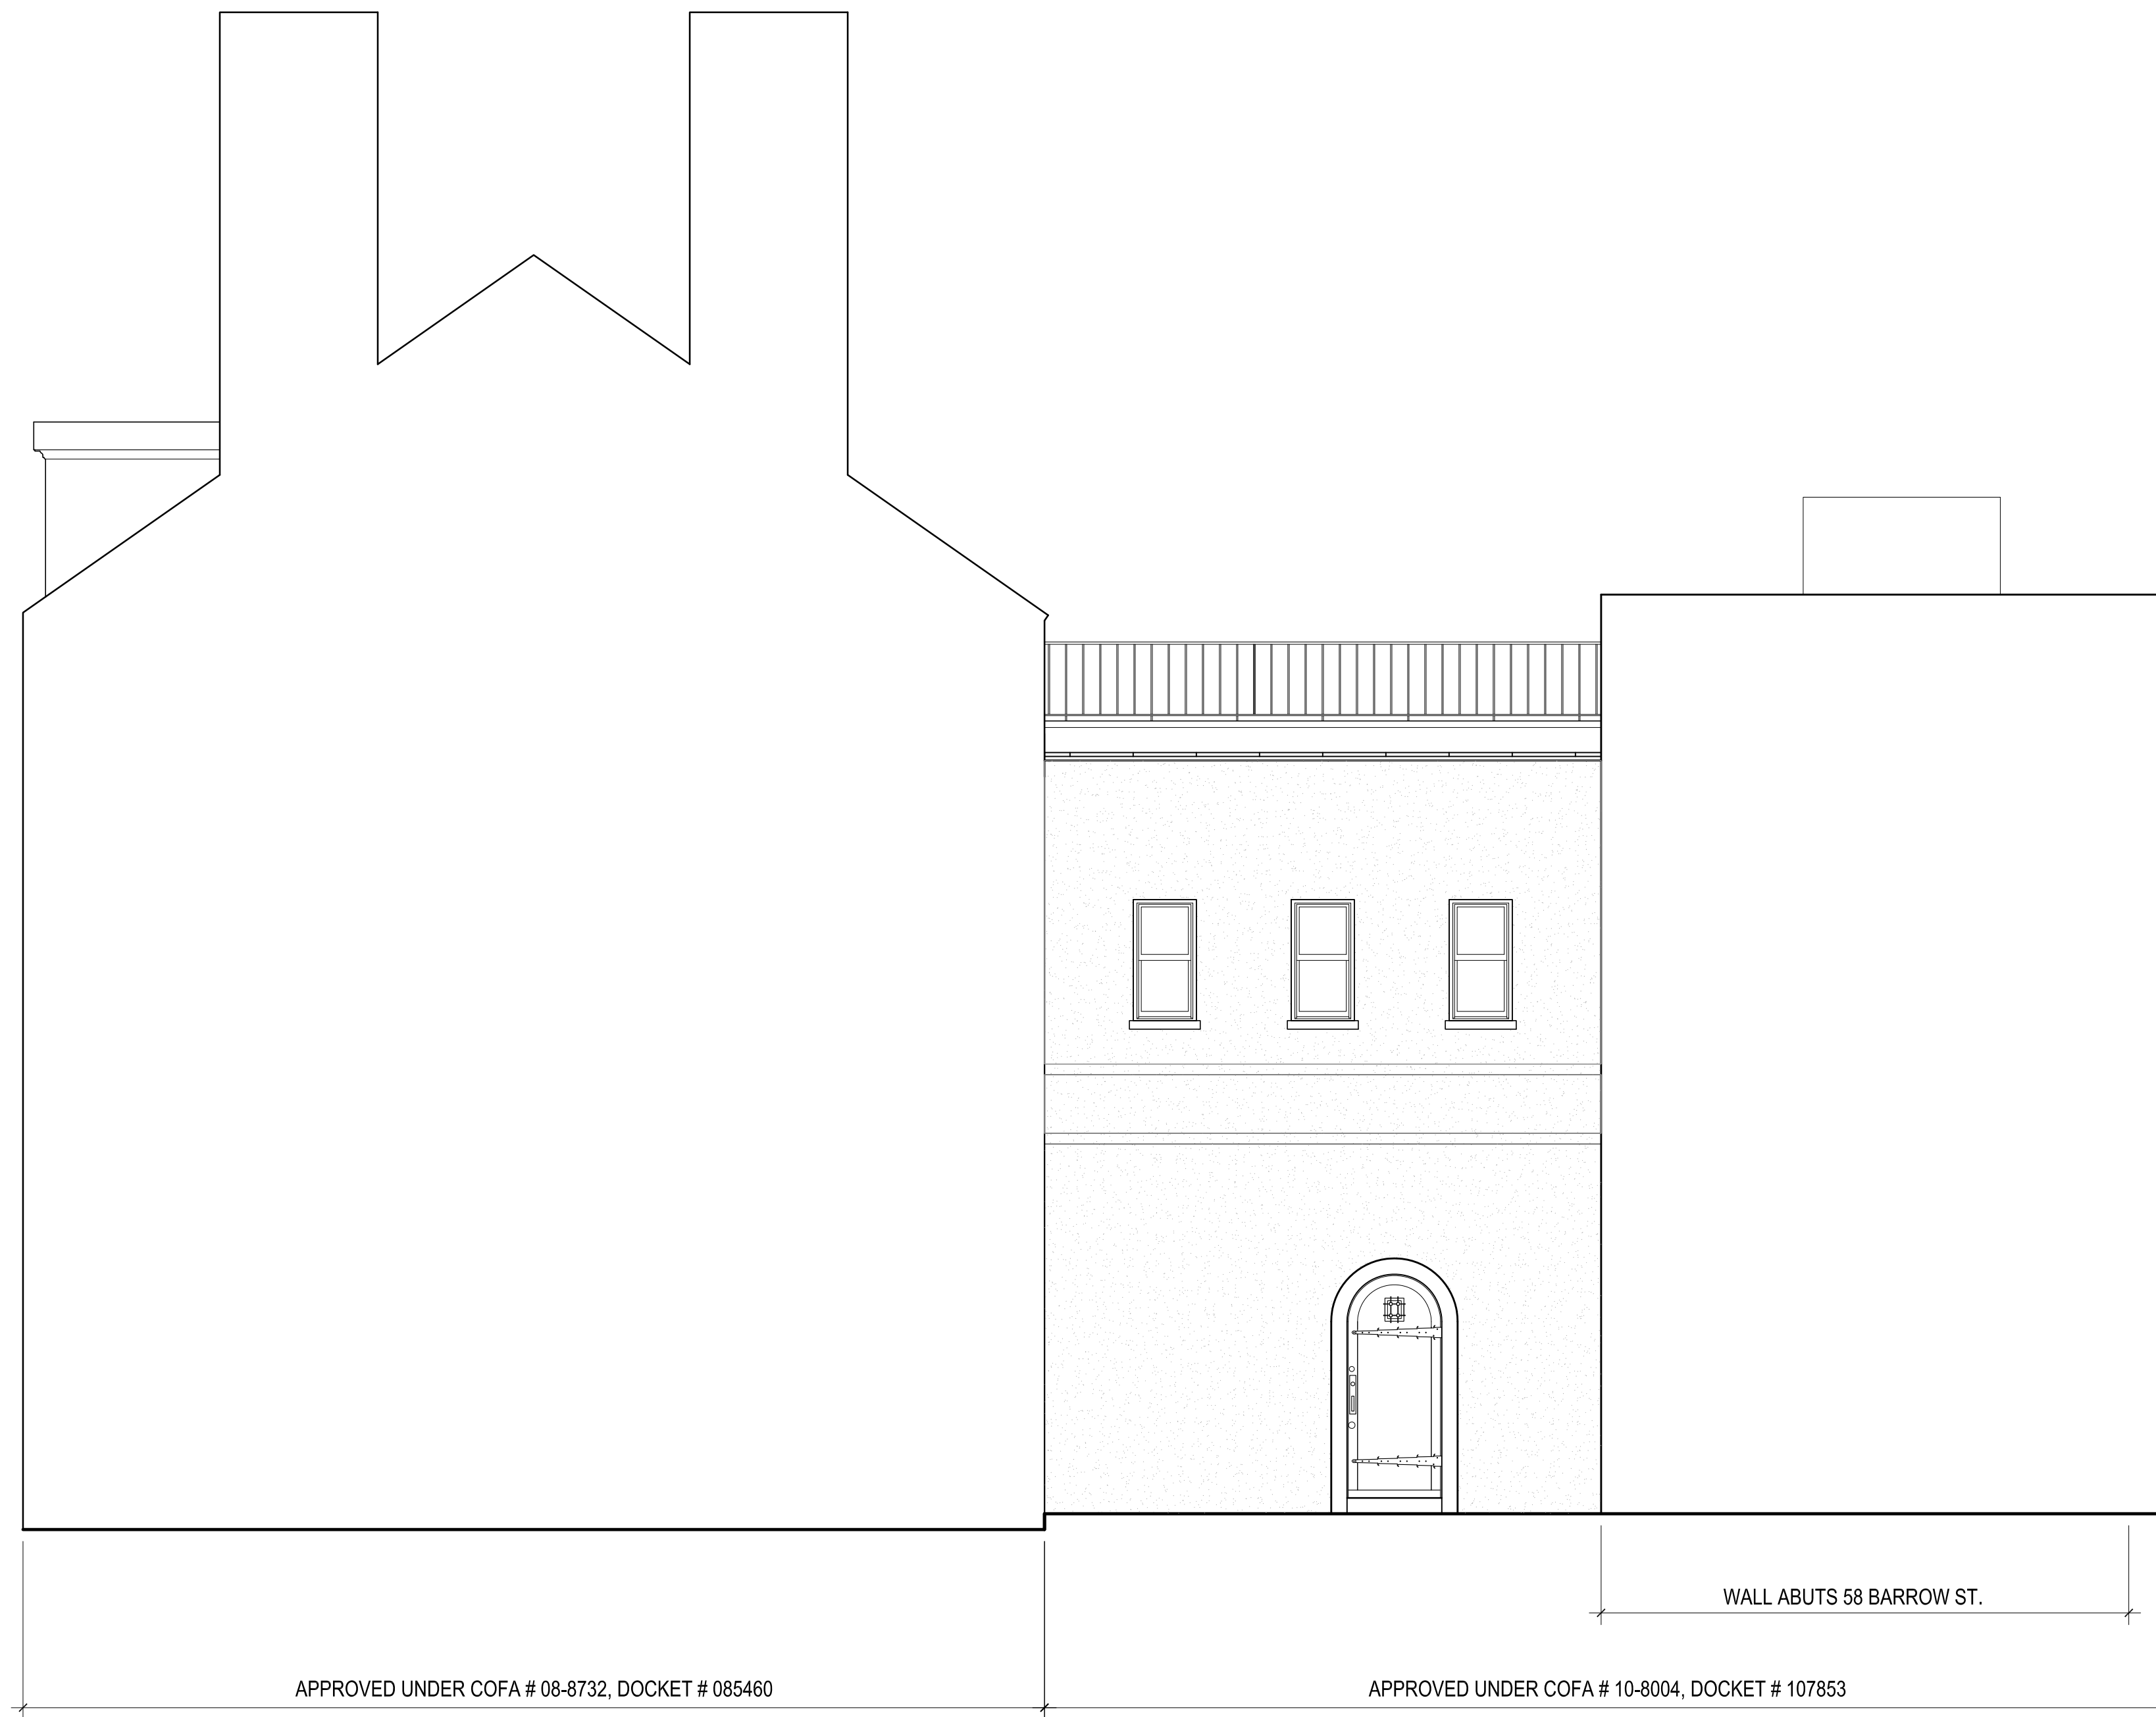 WALL ABUTS 58 BARROW ST.
APPROVED UNDER COFA # 08-8732, DOCKET # 085460
APPROVED UNDER COFA # 10-8004, DOCKET # 107853